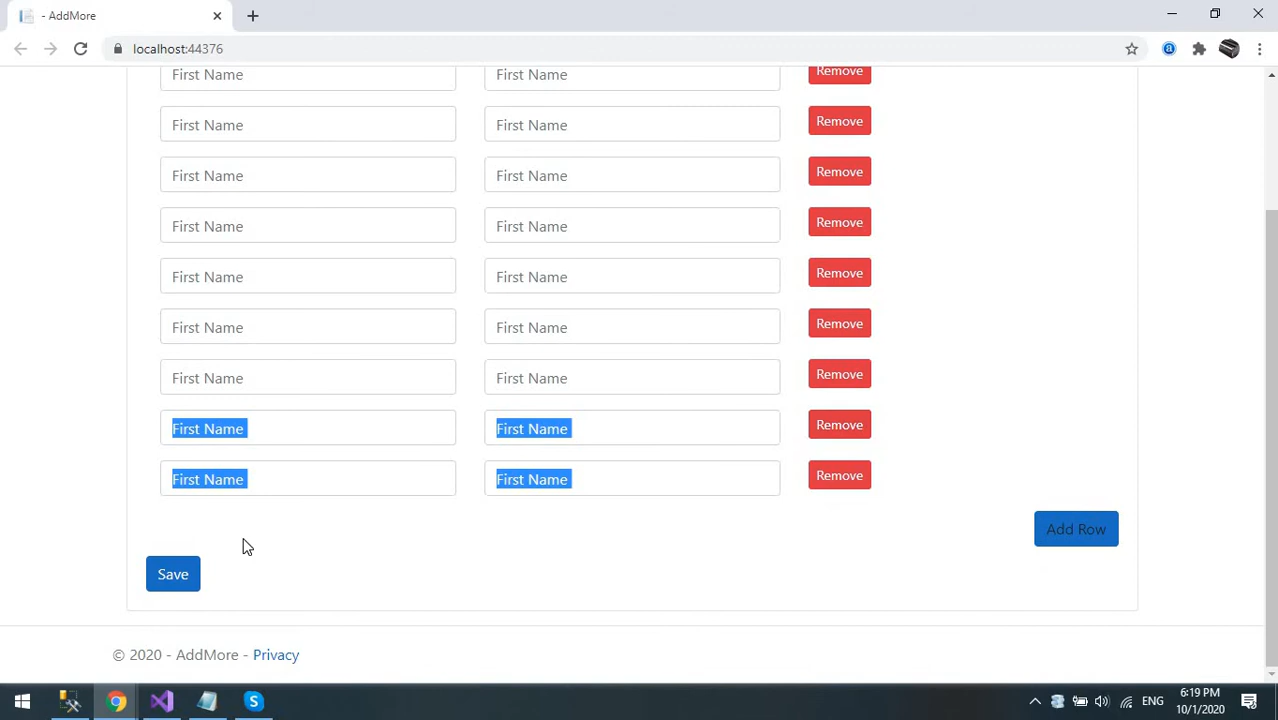 - AddMore
localhost:44376
First Name First Name Remove
First Name First Name Remove
First Name First Name Remove
First Name First Name Remove
First Name First Name Remove
First Name First Name Remove
First Name First Name Remove
First Name First Name Remove
First Name First Name Remove
Add Row
Save
© 2020 - AddMore - Privacy
ENG
6:19 PM
10/1/2020